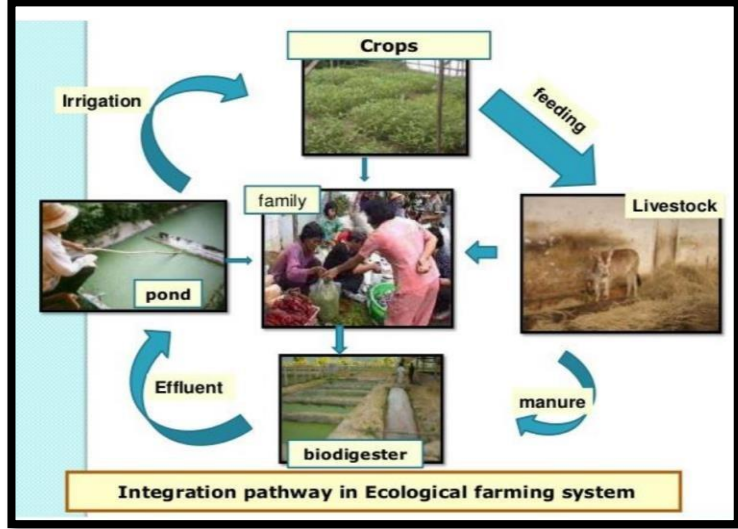 Crops
Irrigation
feeding
family
Livestock
pond
Effluent
manure
biodigester
Integration pathway in Ecological farming system